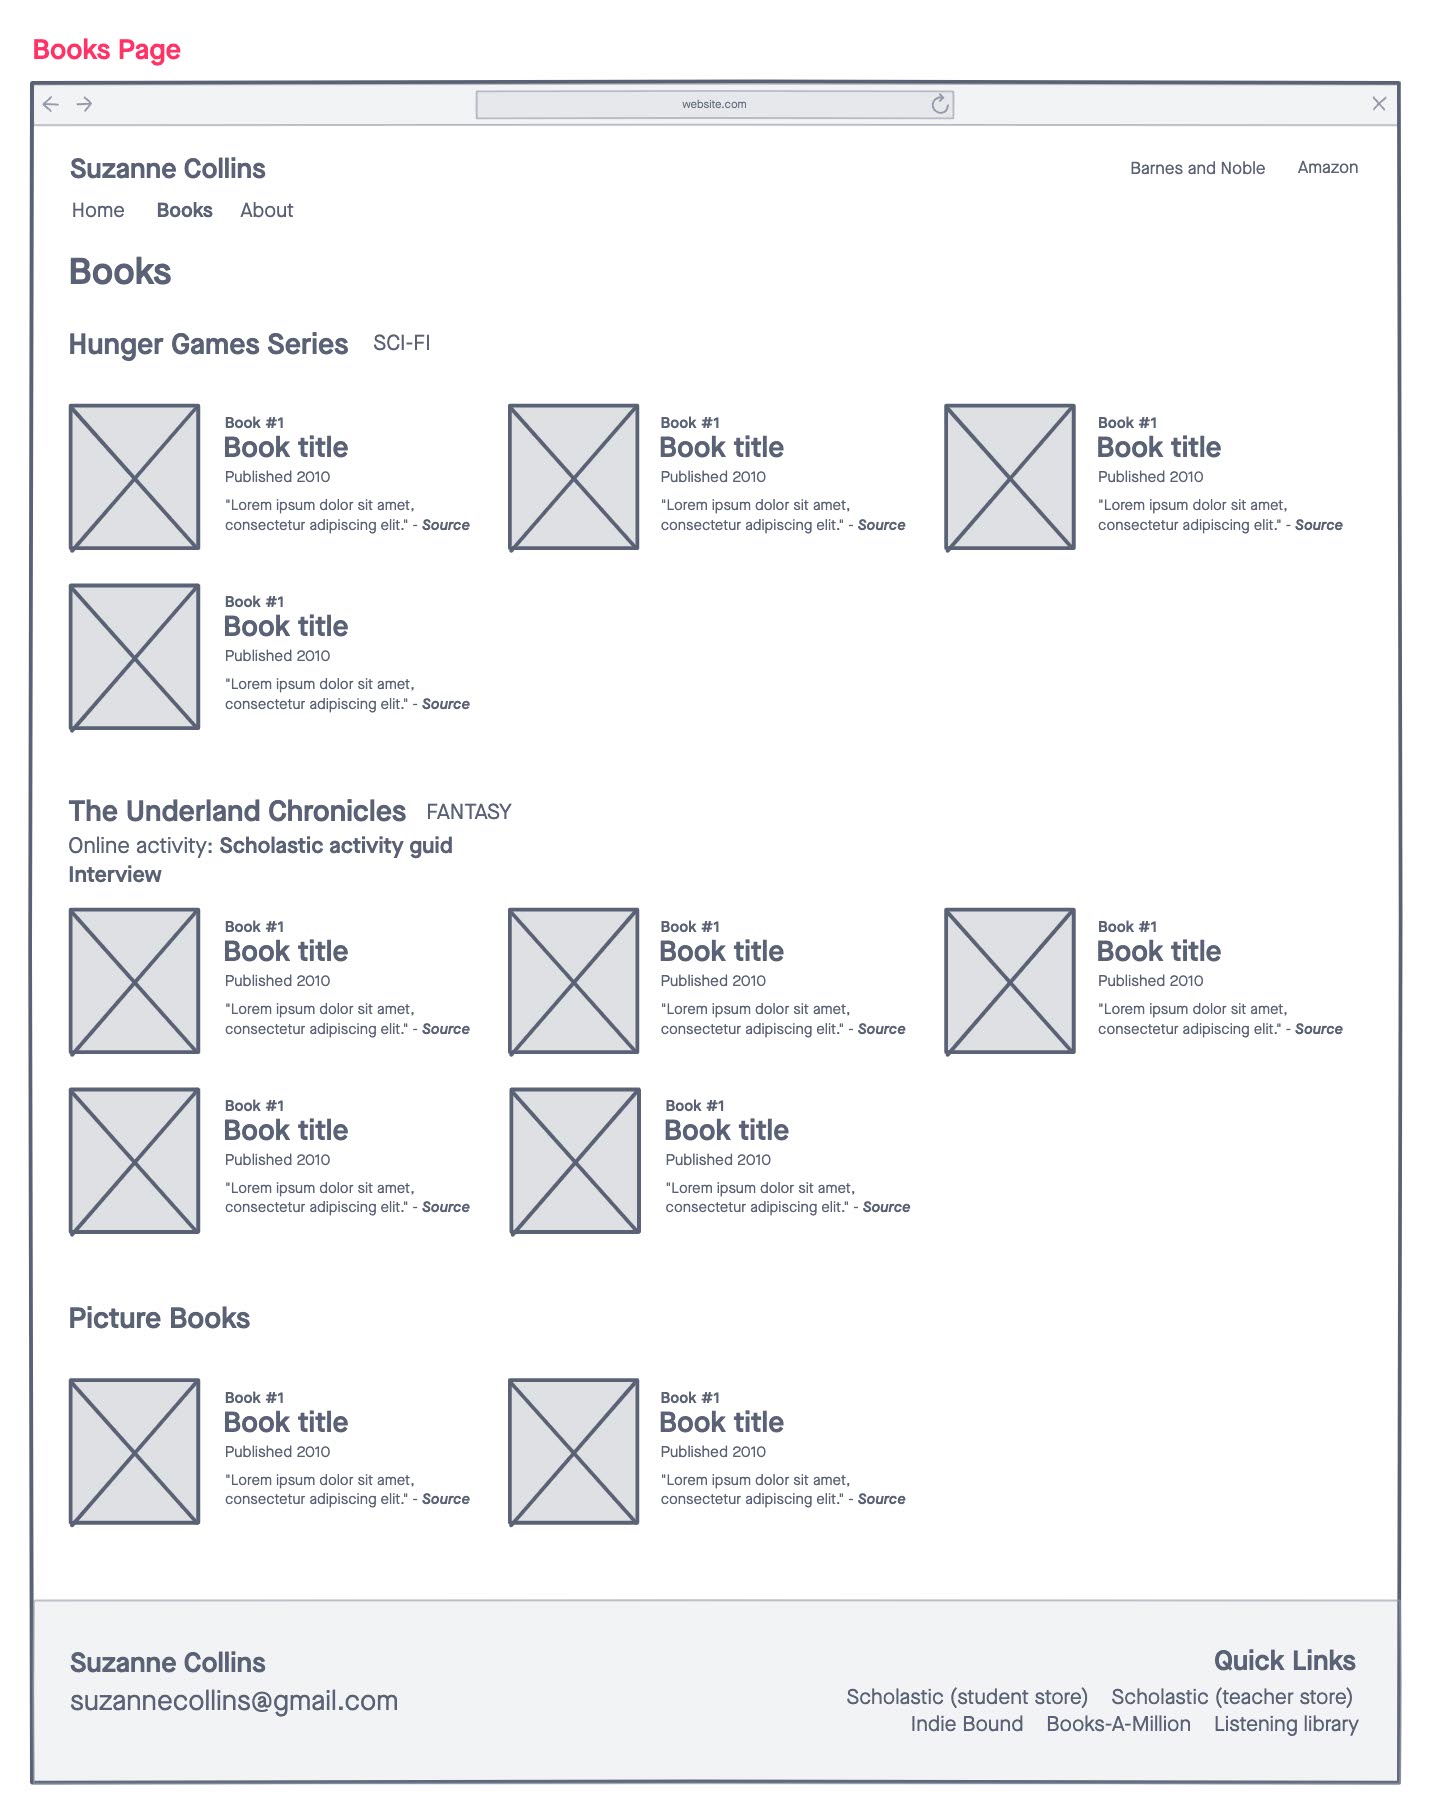 Books Page
website.com
Suzanne Collins
Barnes and Noble Amazon
Home Books About
Books
Hunger Games Series SCI-FI
Book #1
Book title
Published 2010
"Lorem ipsum dolor sit amet,
consectetur adipiscing elit." - Source
Book #1
Book title
Published 2010
"Lorem ipsum dolor sit amet,
consectetur adipiscing elit." - Source
Book #1
Book title
Published 2010
"Lorem ipsum dolor sit amet,
consectetur adipiscing elit." - Source
Book #1
Book title
Published 2010
"Lorem ipsum dolor sit amet,
consectetur adipiscing elit." - Source
The Underland Chronicles FANTASY
Online activity: Scholastic activity guid
Interview
Book #1
Book title
Published 2010
"Lorem ipsum dolor sit amet,
consectetur adipiscing elit." - Source
Book #1
Book title
Published 2010
"Lorem ipsum dolor sit amet,
consectetur adipiscing elit." - Source
Book #1
Book title
Published 2010
"Lorem ipsum dolor sit amet,
consectetur adipiscing elit." - Source
Book #1
Book title
Published 2010
"Lorem ipsum dolor sit amet,
consectetur adipiscing elit." - Source
Book #1
Book title
Published 2010
"Lorem ipsum dolor sit amet,
consectetur adipiscing elit." - Source
Picture Books
Book #1
Book title
Published 2010
"Lorem ipsum dolor sit amet,
consectetur adipiscing elit." - Source
Book #1
Book title
Published 2010
"Lorem ipsum dolor sit amet,
consectetur adipiscing elit." - Source
Suzanne Collins
suzannecollins@gmail.com
Quick Links
Scholastic (student store) Scholastic (teacher store)
Indie Bound Books-A-Million Listening library